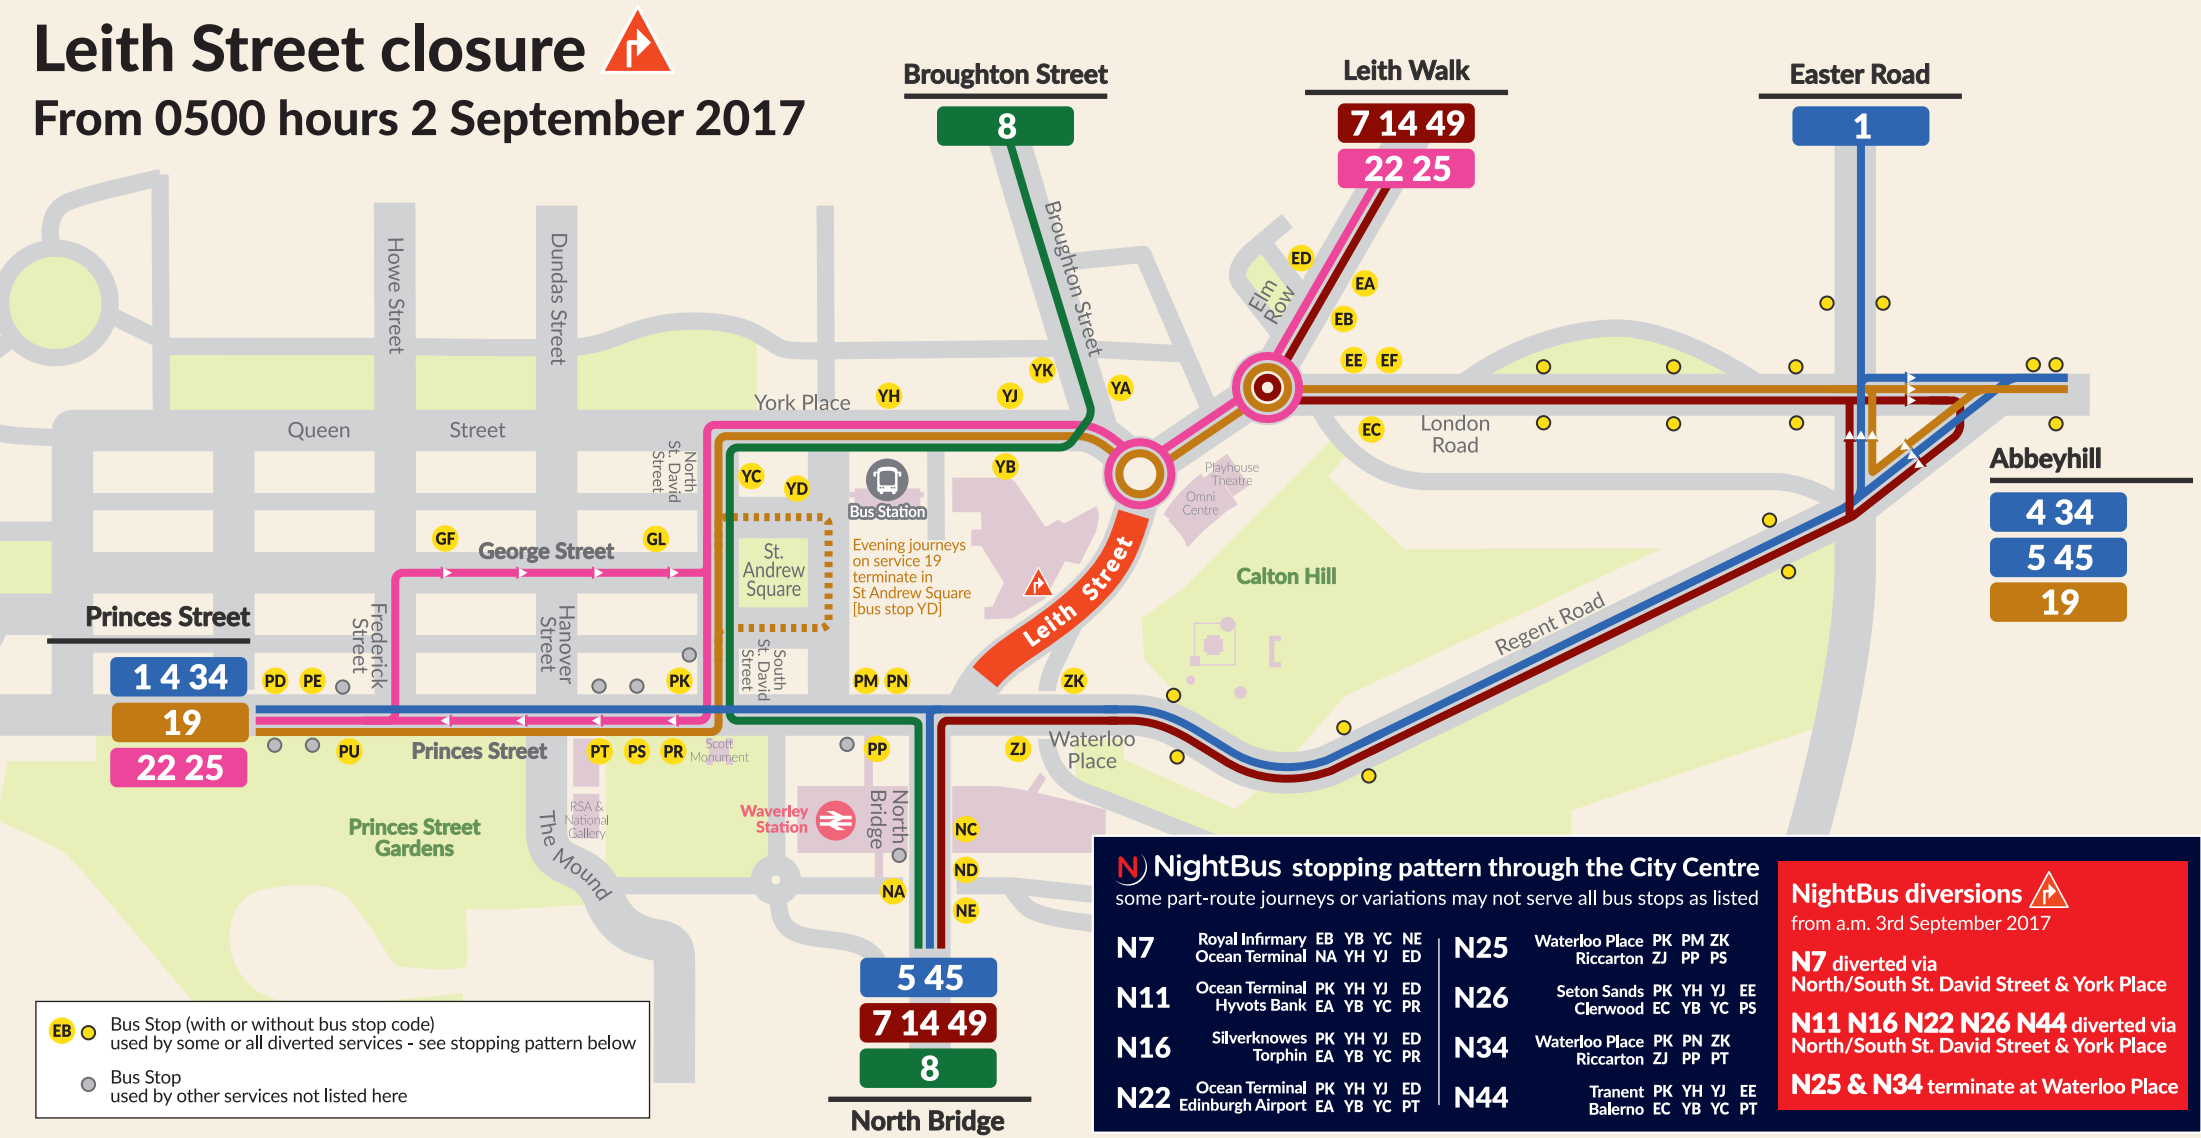 Leith Street closure
From 0500 hours 2 September 2017
Broughton Street
8
Leith Walk
7 14 49
22 25
Easter Road
1
Howe Street
Dundas Street
Broughton Street
Elm
Row
ED
EA
EB
EE EF
EC
YK
YH
YJ
YA
York Place
Queen Street
North
St. David
Street
YC
YD
YB
Bus Station
London
Road
Playhouse
Theatre
Omni
Centre
Abbeyhill
4 34
5 45
19
GF
George Street
GL
St.
Andrew
Square
Evening journeys
on service 19
terminate in
St Andrew Square
[bus stop YD]
Leith Street
Calton Hill
Regent Road
Princes Street
1 4 34
19
22 25
Frederick
Street
Hanover
Street
South
St. David
Street
PD PE
PK
PM PN
ZK
PU
Princes Street
PT PS PR
Scott
Monument
PP
ZJ
Waterloo
Place
RSA &
National
Gallery
The Mound
Princes Street
Gardens
Waverley
Station
North
Bridge
NC
ND
NA
NE
5 45
7 14 49
8
North Bridge
EB
Bus Stop (with or without bus stop code)
used by some or all diverted services - see stopping pattern below
Bus Stop
used by other services not listed here
N NightBus stopping pattern through the City Centre
some part-route journeys or variations may not serve all bus stops as listed
N7
Royal Infirmary EB YB YC NE
Ocean Terminal NA YH YJ ED
N11
Ocean Terminal PK YH YJ ED
Hyvots Bank EA YB YC PR
N16
Silverknowes PK YH YJ ED
Torphin EA YB YC PR
N22
Ocean Terminal PK YH YJ ED
Edinburgh Airport EA YB YC PT
N25
Waterloo Place PK PM ZK
Riccarton ZJ PP PS
N26
Seton Sands PK YH YJ EE
Clerwood EC YB YC PS
N34
Waterloo Place PK PN ZK
Riccarton ZJ PP PT
N44
Tranent PK YH YJ EE
Balerno EC YB YC PT
NightBus diversions
from a.m. 3rd September 2017
N7 diverted via
North/South St. David Street & York Place
N11 N16 N22 N26 N44 diverted via
North/South St. David Street & York Place
N25 & N34 terminate at Waterloo Place